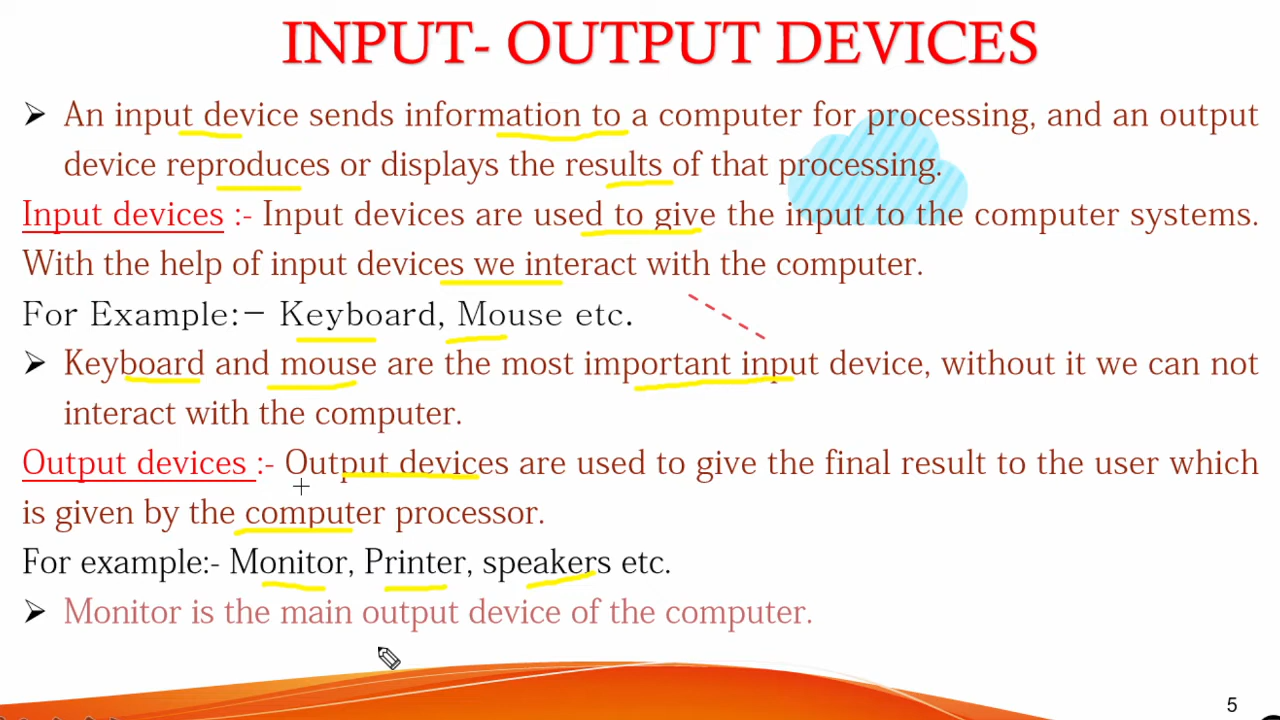 INPUT- OUTPUT DEVICES
➢ An input device sends information to a computer for processing, and an output
device reproduces or displays the results of that processing.
Input devices :- Input devices are used to give the input to the computer systems.
With the help of input devices we interact with the computer.
For Example:− Keyboard, Mouse etc.
➢ Keyboard and mouse are the most important input device, without it we can not
interact with the computer.
Output devices :- Output devices are used to give the final result to the user which
is given by the computer processor.
For example:- Monitor, Printer, speakers etc.
➢ Monitor is the main output device of the computer.
5